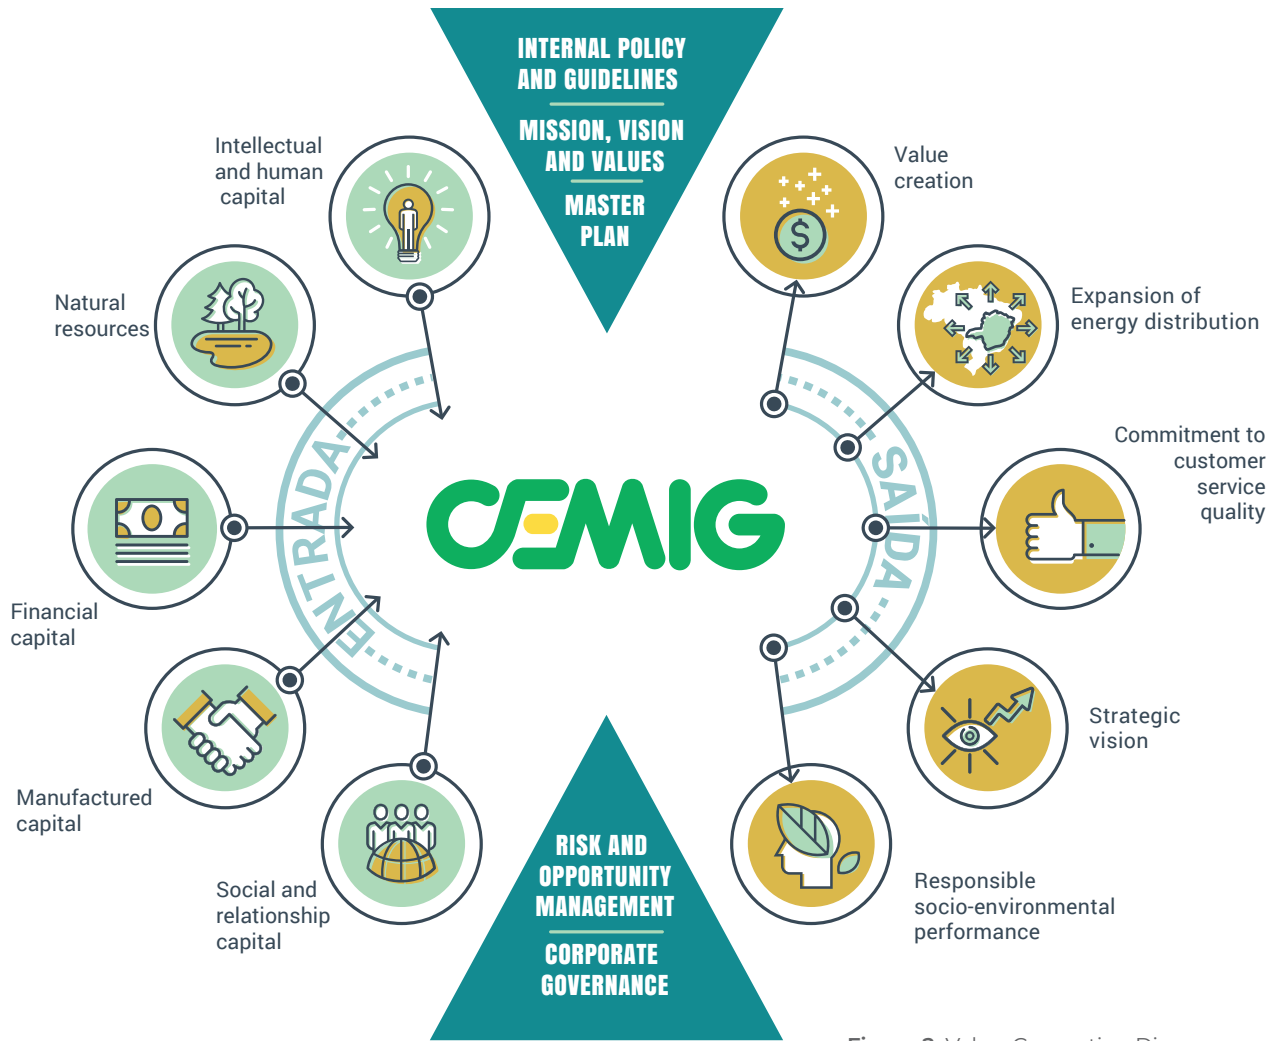 INTERNAL POLICY
AND GUIDELINES
MISSION, VISION
AND VALUES
MASTER
PLAN
Intellectual
and human
capital
Natural
resources
Financial
capital
Manufactured
capital
Social and
relationship
capital
ENTRADA
CEMIG
SAÍDA
Value
creation
Expansion of
energy distribution
Commitment to
customer
service
quality
Strategic
vision
Responsible
socio-environmental
performance
RISK AND
OPPORTUNITY
MANAGEMENT
CORPORATE
GOVERNANCE